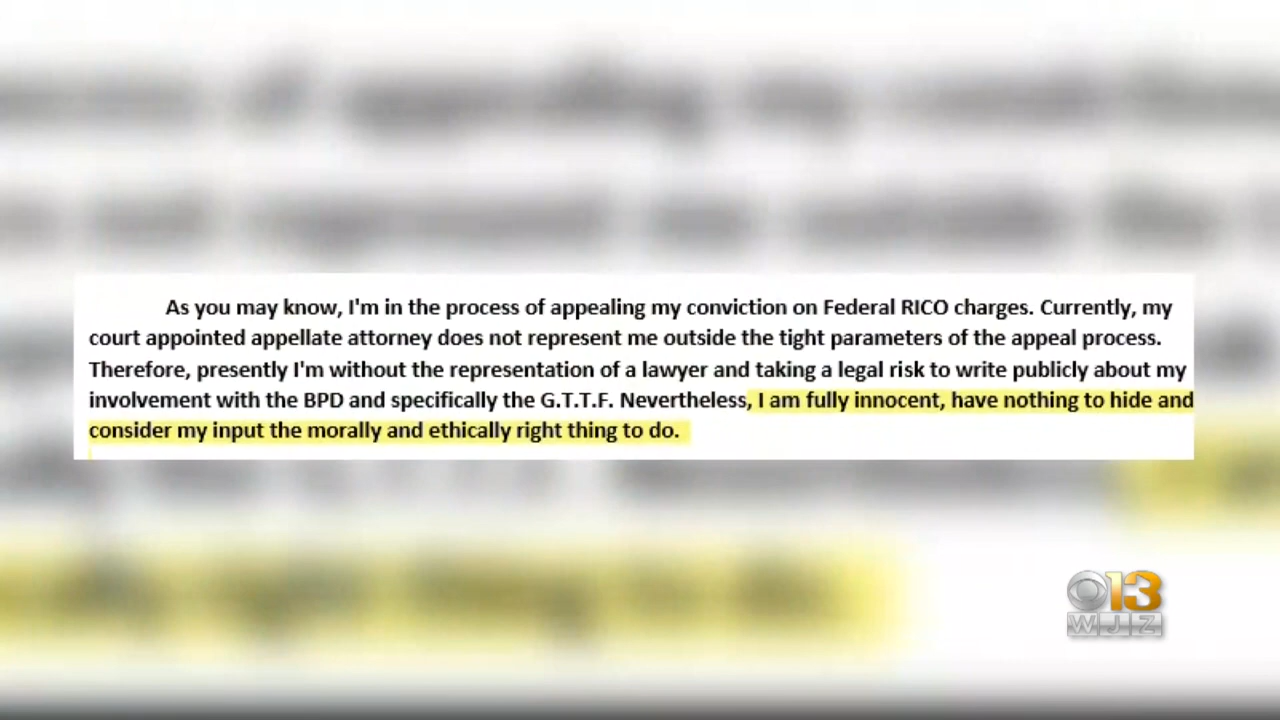 As you may know, I'm in the process of appealing my conviction on Federal RICO charges. Currently, my
court appointed appellate attorney does not represent me outside the tight parameters of the appeal process.
Therefore, presently I'm without the representation of a lawyer and taking a legal risk to write publicly about my
involvement with the BPD and specifically the G.T.T.F. Nevertheless, I am fully innocent, have nothing to hide and
consider my input the morally and ethically right thing to do.
13
WJZ